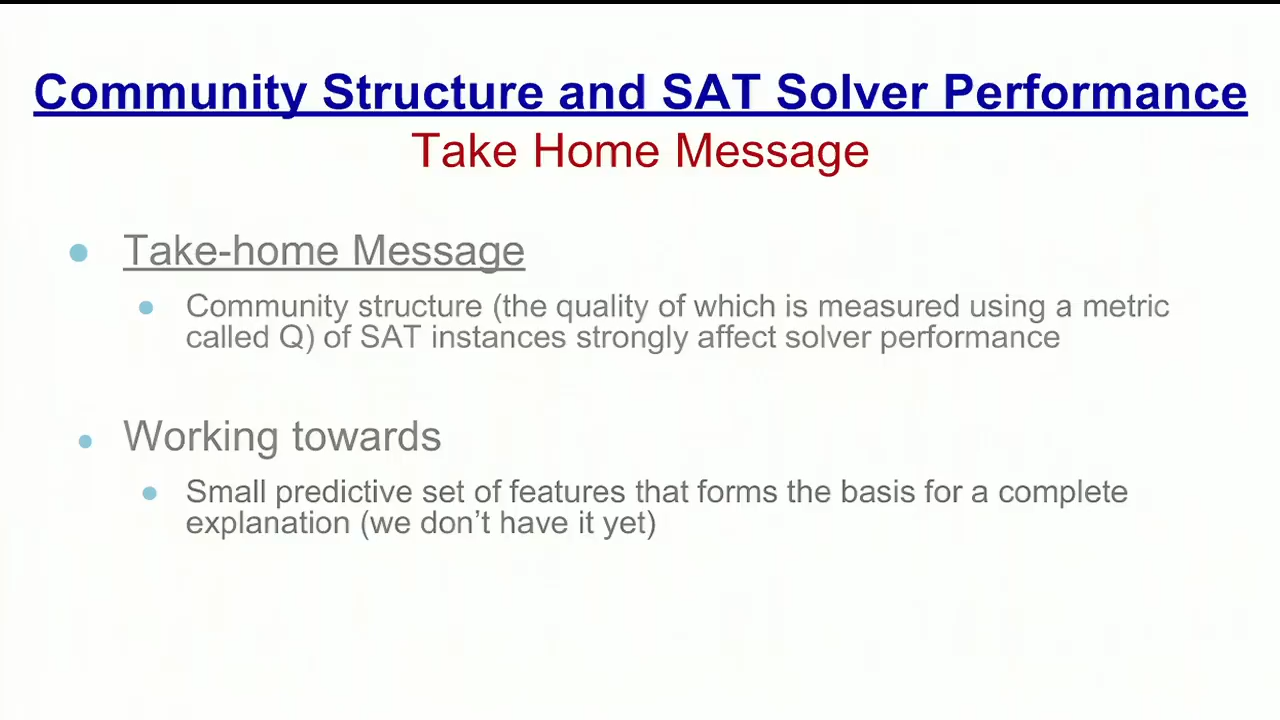 Community Structure and SAT Solver Performance
Take Home Message
Take-home Message
Community structure (the quality of which is measured using a metric
called Q) of SAT instances strongly affect solver performance
Working towards
Small predictive set of features that forms the basis for a complete
explanation (we don’t have it yet)